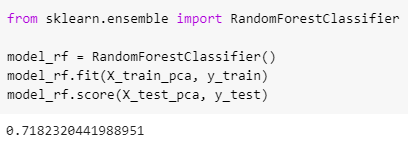 from sklearn.ensemble import RandomForestClassifier
model_rf = RandomForestClassifier()
model_rf.fit(X_train_pca, y_train)
model_rf.score(X_test_pca, y_test)
0.7182320441988951